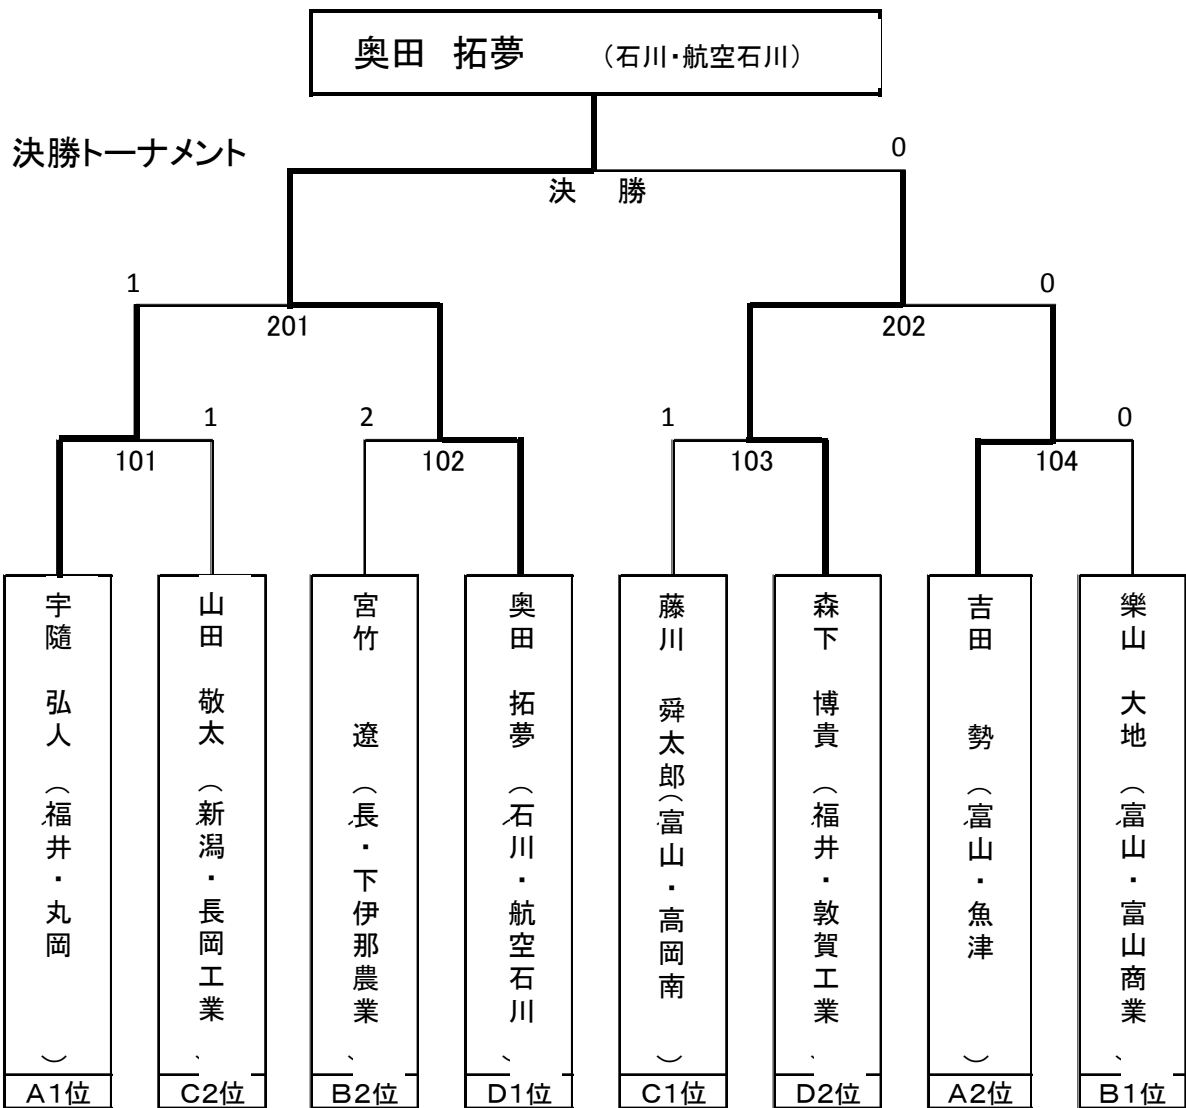 奥田 拓夢 （石川・航空石川）
決勝トーナメント
0
決 勝
1
0
201
202
1
2
1
0
101
102
103
104
宇隨 弘人（福井・丸岡）
山田 敬太（新潟・長岡工業）
宮竹 遼（長・下伊那農業）
奥田 拓夢（石川・航空石川）
藤川 舜太郎（富山・高岡南）
森下 博貴（福井・敦賀工業）
吉田 勢（富山・魚津）
樂山 大地（富山・富山商業）
A1位
C2位
B2位
D1位
C1位
D2位
A2位
B1位